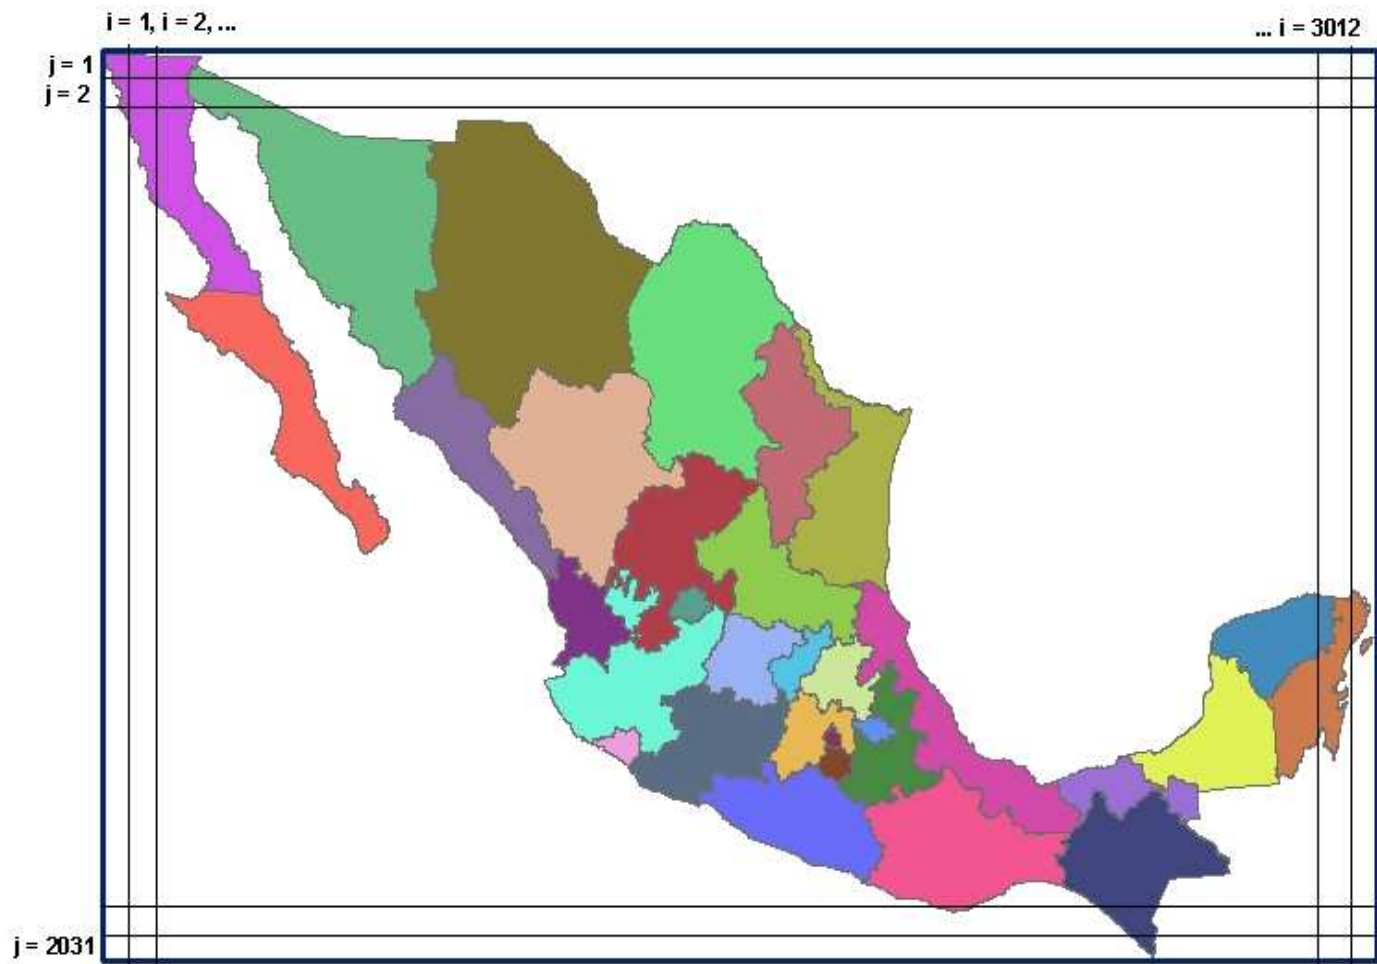 i = 1, i = 2, ...
... i = 3012
j = 1
j = 2
j = 2031